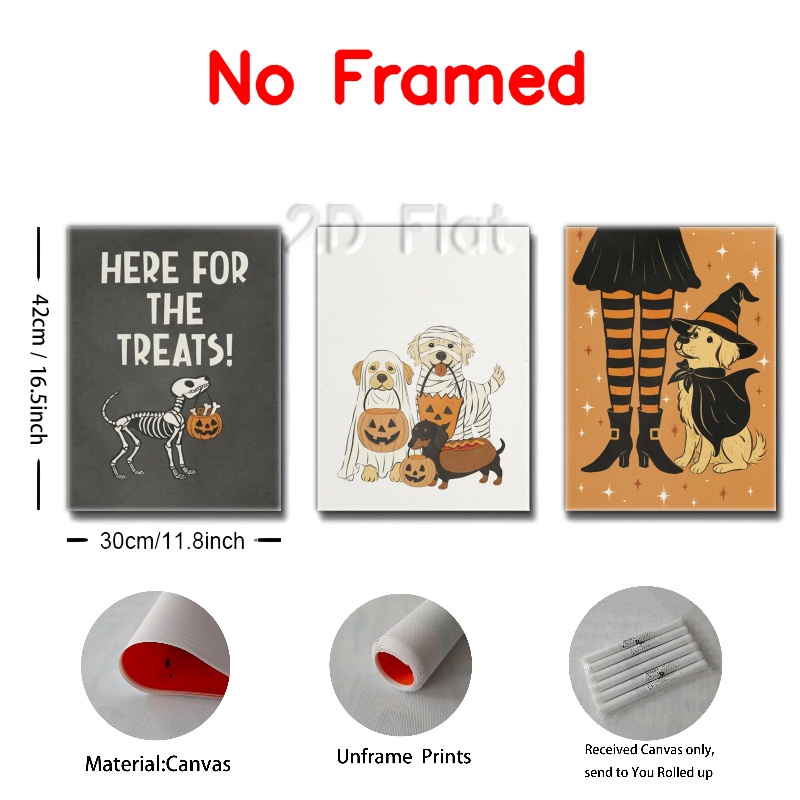 No Framed
2D Flat
HERE FOR
THE
TREATS!
42cm / 16.5inch
30cm/11.8inch
Material:Canvas
Unframe Prints
Received Canvas only,
send to You Rolled up